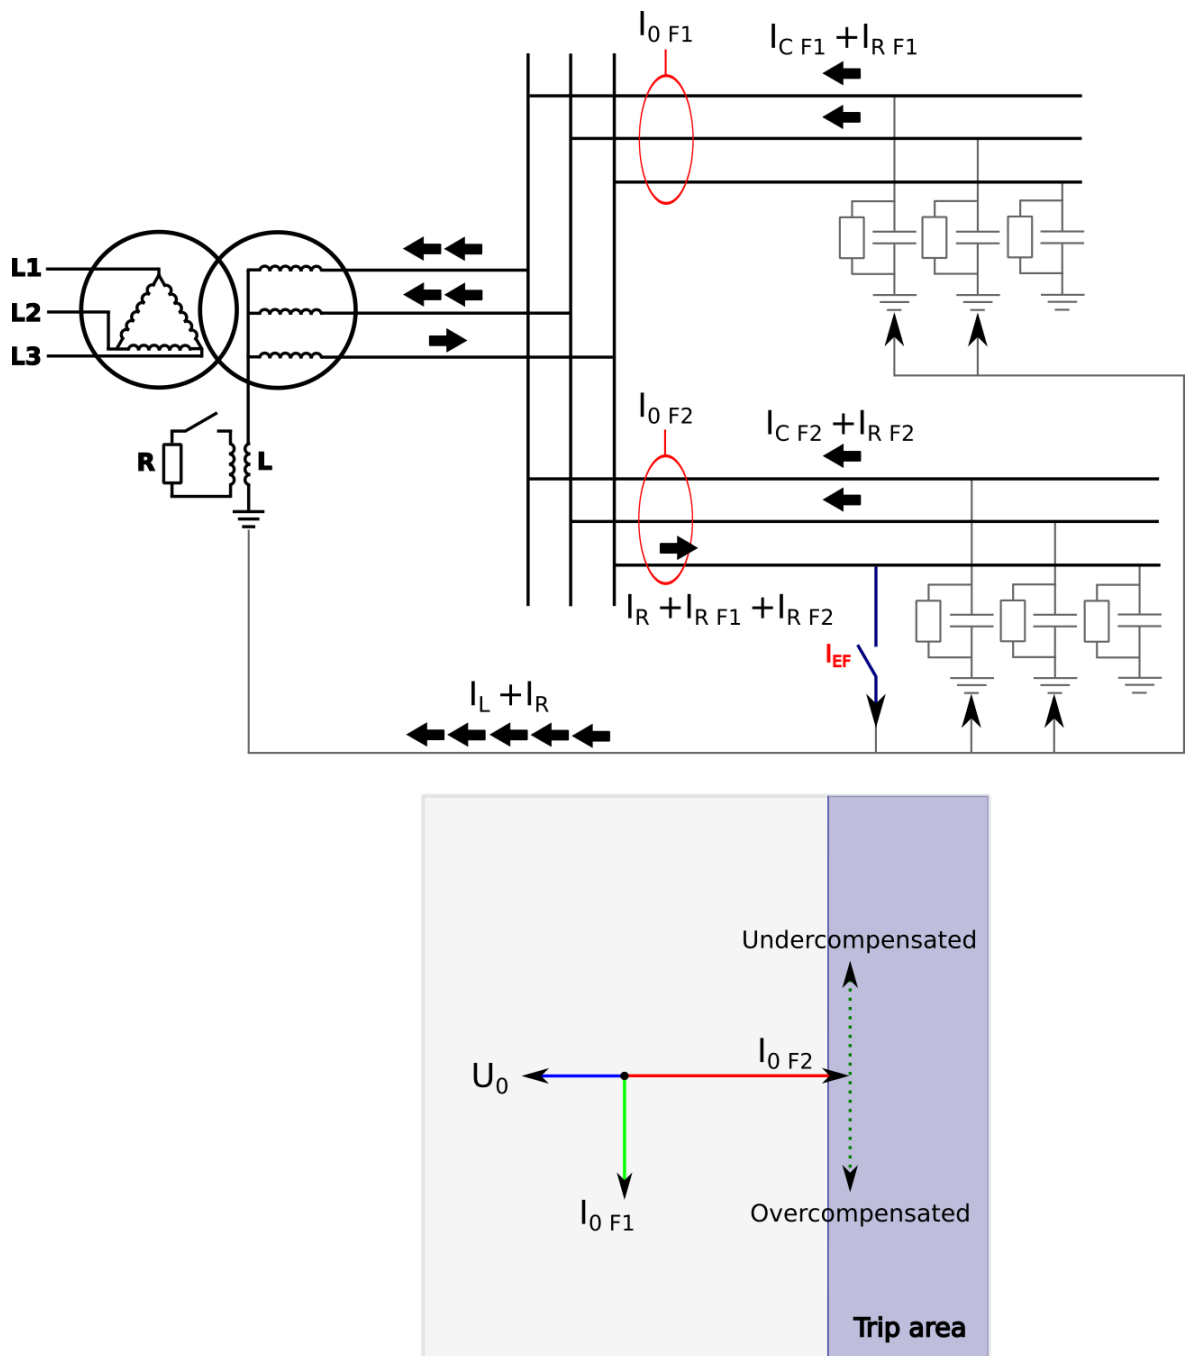 I0 F1
IC F1 +IR F1
L1
L2
L3
R
L
I0 F2
IC F2 +IR F2
IR +IR F1 +IR F2
IEF
IL +IR
Undercompensated
I0 F2
U0
I0 F1
Overcompensated
Trip area